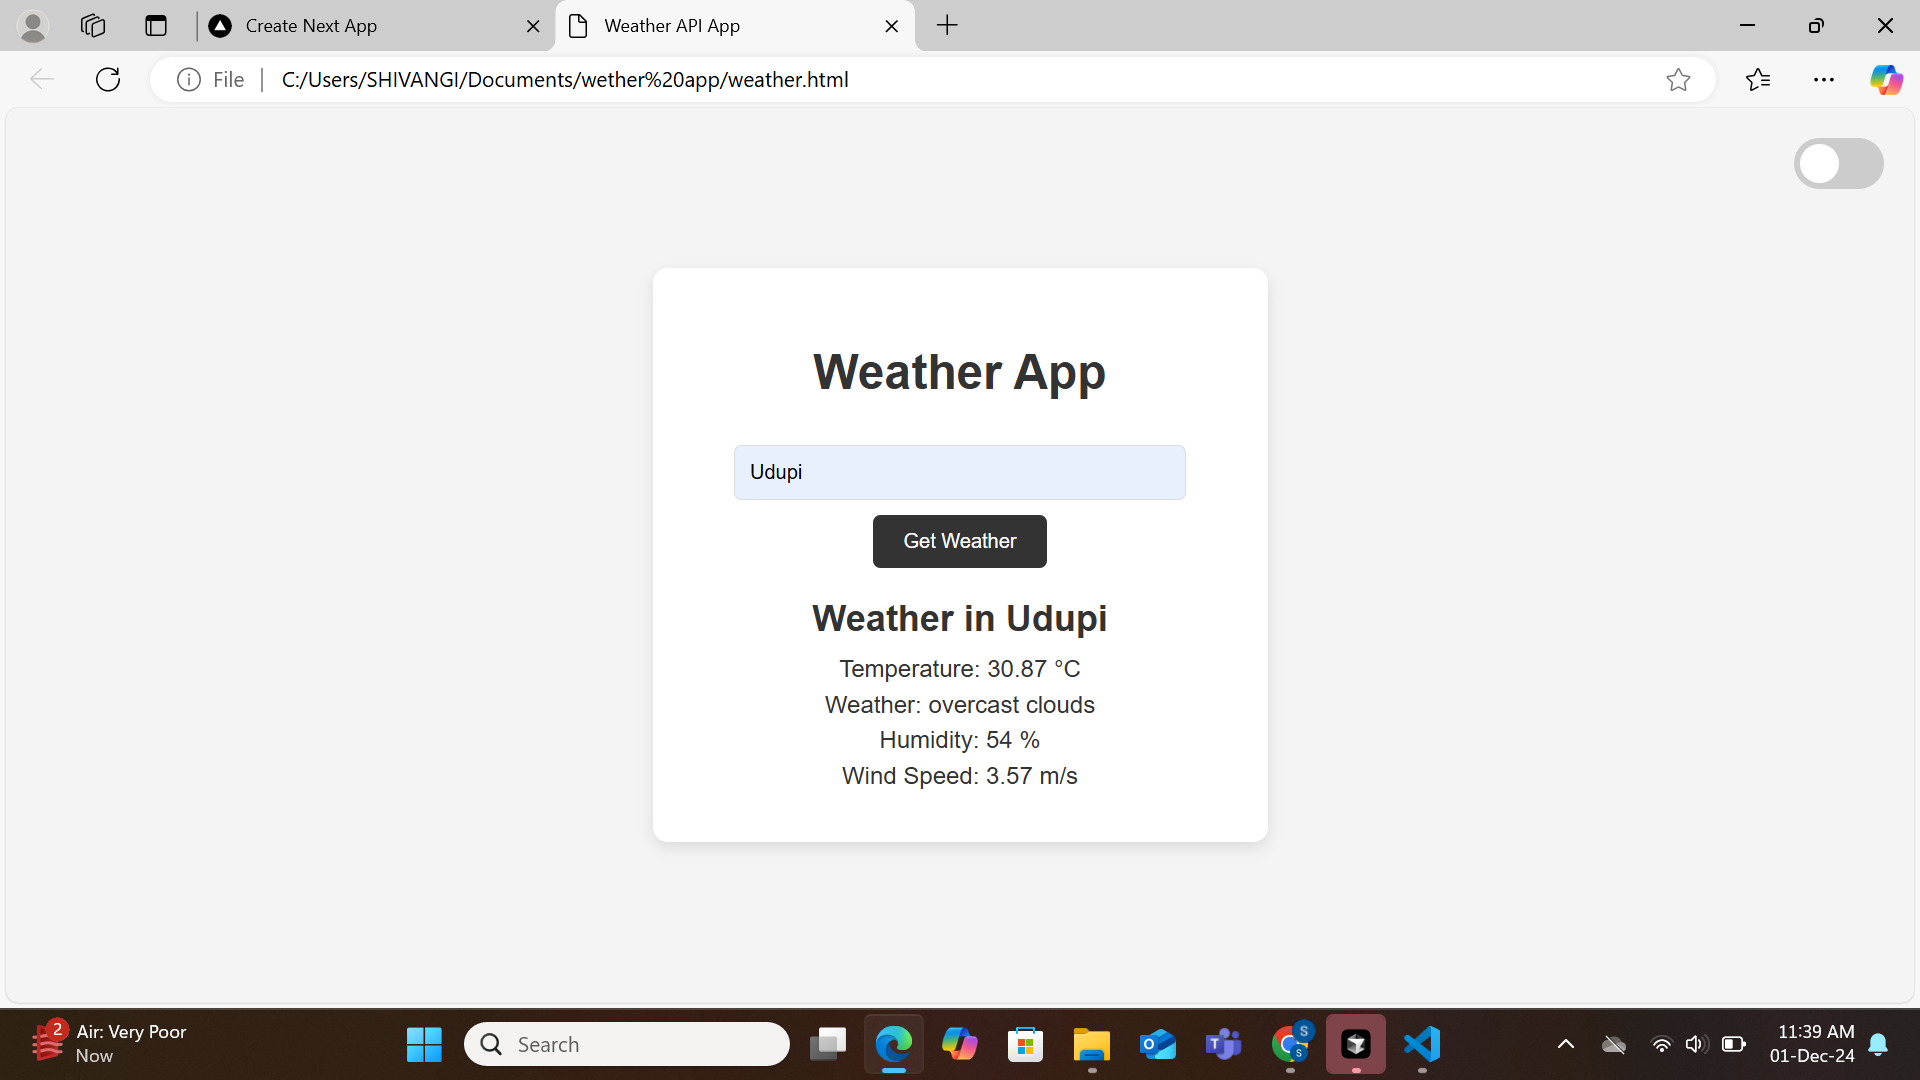 Create Next App
Weather API App
File
C:/Users/SHIVANGI/Documents/wether%20app/weather.html
Weather App
Udupi
Get Weather
Weather in Udupi
Temperature: 30.87 °C
Weather: overcast clouds
Humidity: 54 %
Wind Speed: 3.57 m/s
2
Air: Very Poor
Now
Search
S
S
11:39 AM
01-Dec-24